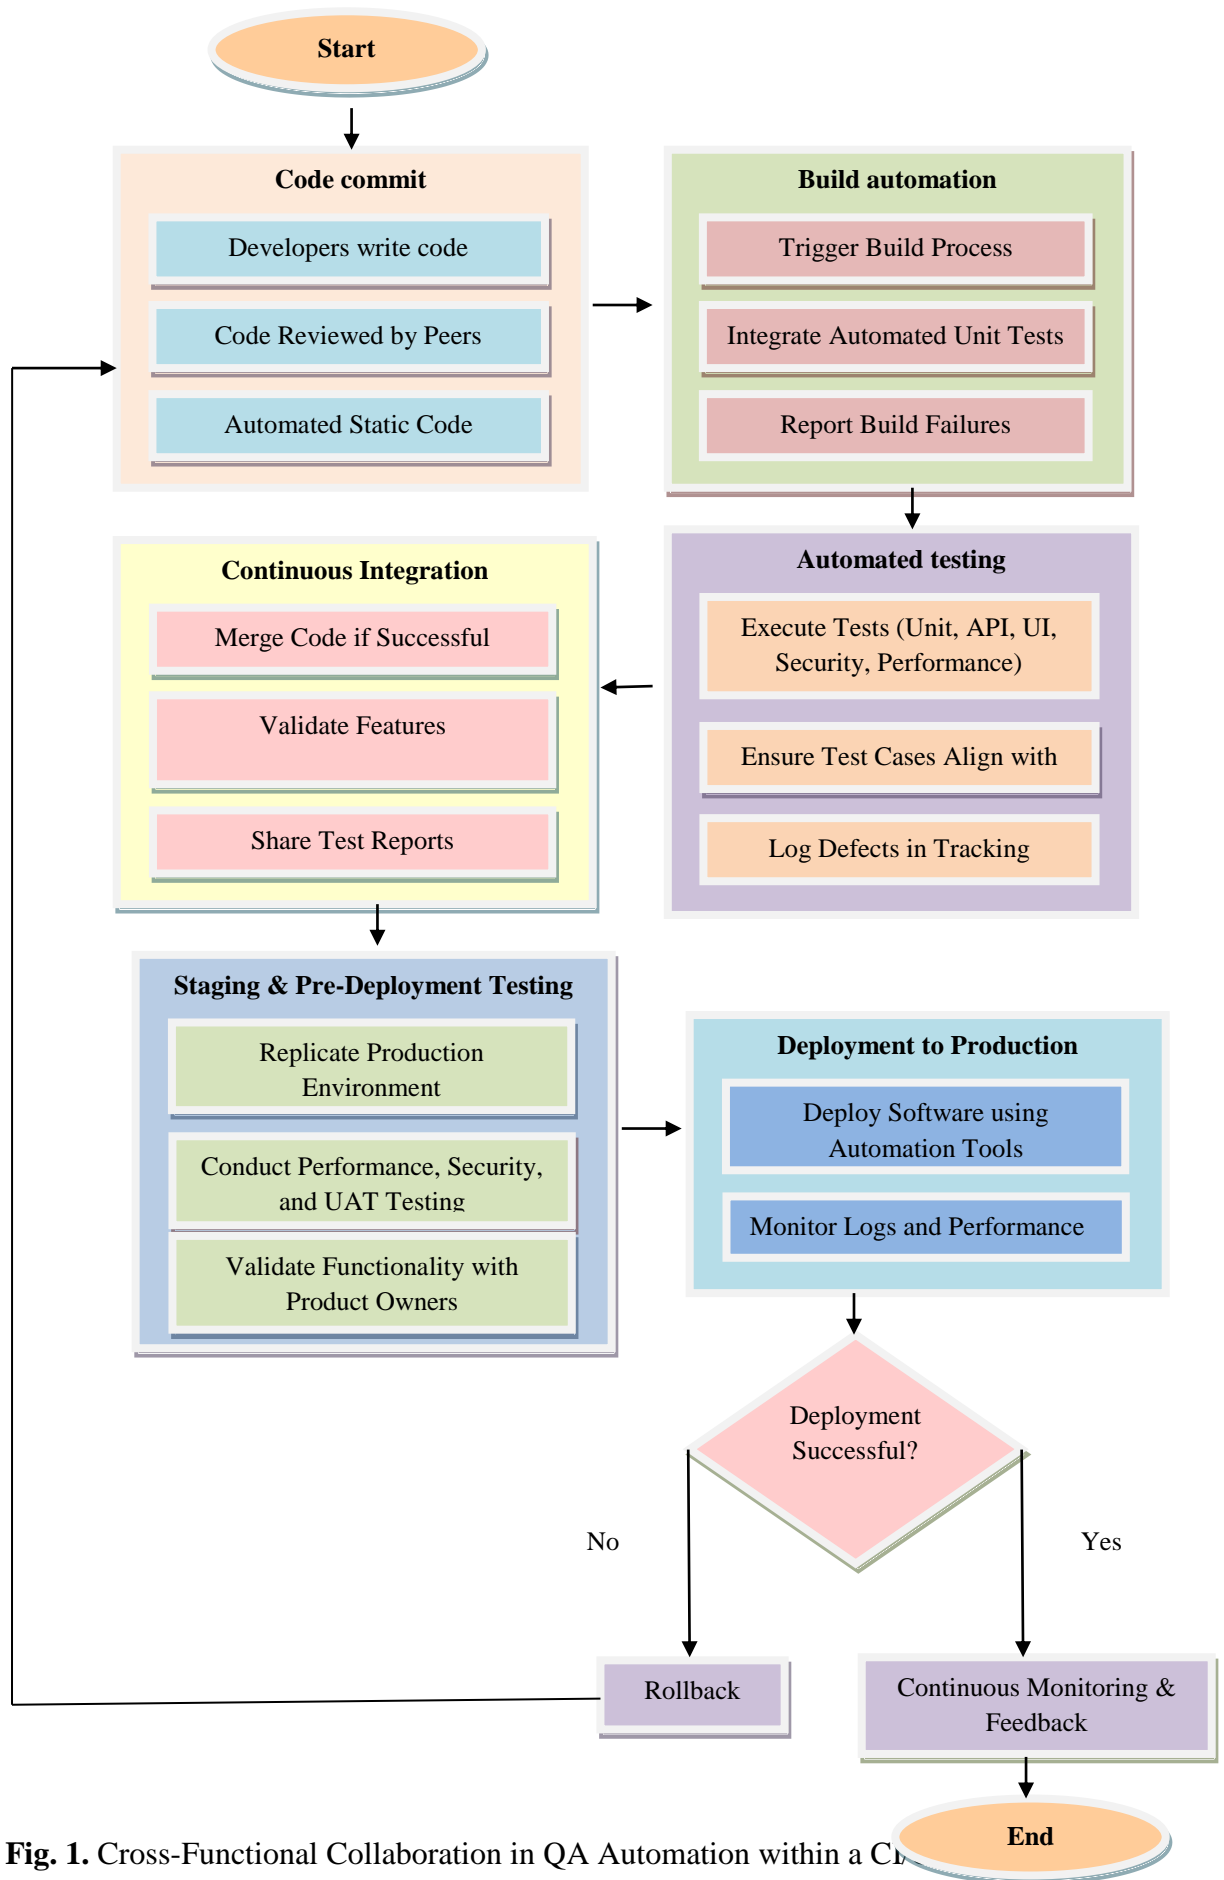 Start
Code commit
Developers write code
Code Reviewed by Peers
Automated Static Code
Build automation
Trigger Build Process
Integrate Automated Unit Tests
Report Build Failures
Automated testing
Execute Tests (Unit, API, UI,
Security, Performance)
Ensure Test Cases Align with
Log Defects in Tracking
Continuous Integration
Merge Code if Successful
Validate Features
Share Test Reports
Staging & Pre-Deployment Testing
Replicate Production
Environment
Conduct Performance, Security,
and UAT Testing
Validate Functionality with
Product Owners
Deployment to Production
Deploy Software using
Automation Tools
Monitor Logs and Performance
Deployment
Successful?
No
Yes
Rollback
Continuous Monitoring &
Feedback
End
Fig. 1. Cross-Functional Collaboration in QA Automation within a